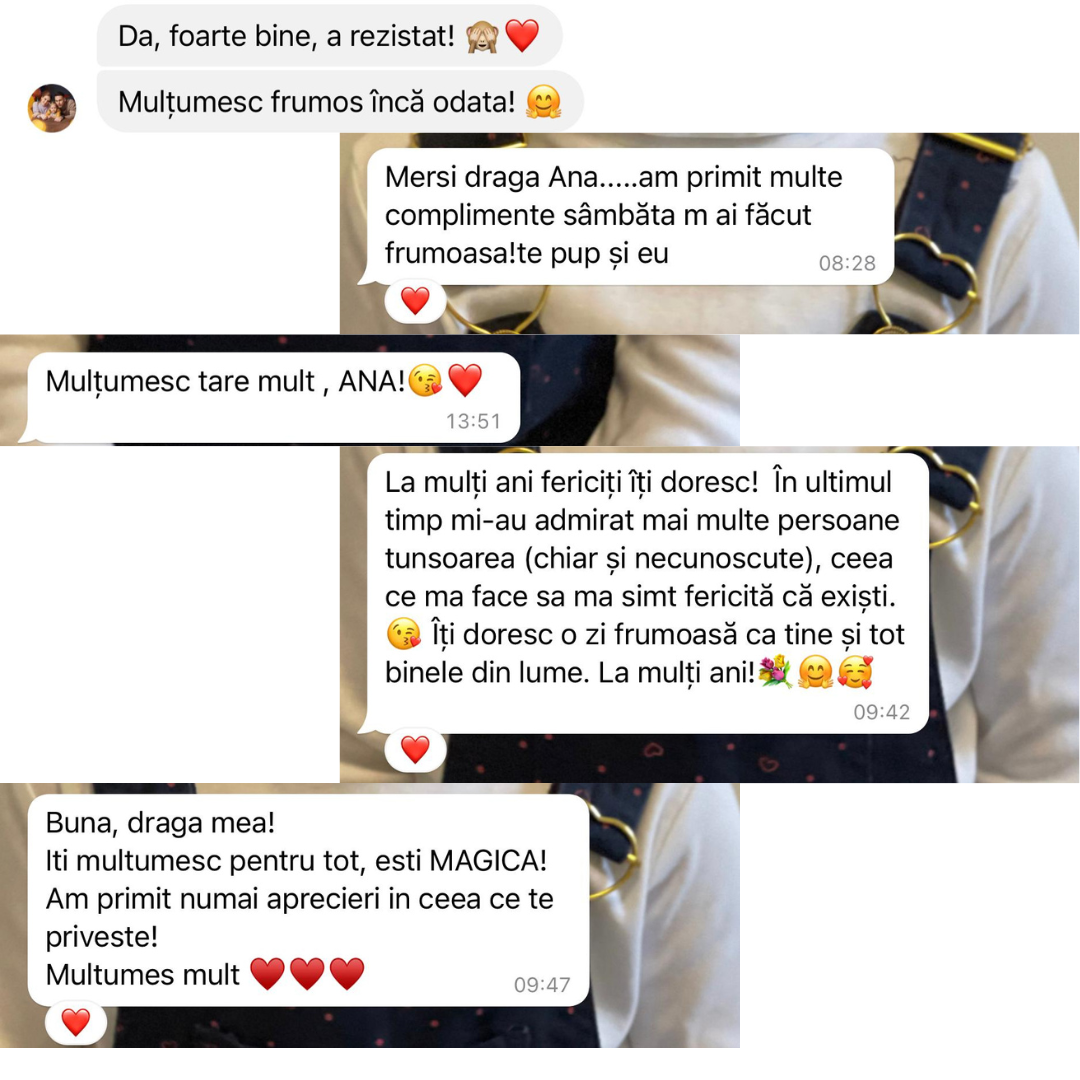 Da, foarte bine, a rezistat! 🙈❤️
Mulțumesc frumos încă odata! 🤗
Mersi draga Ana.....am primit multe
complimente sâmbăta m ai făcut
frumoasa!te pup și eu
08:28
❤️
Mulțumesc tare mult , ANA!😘❤️
13:51
La mulți ani fericiți îți doresc!  În ultimul
timp mi-au admirat mai multe persoane
tunsoarea (chiar și necunoscute), ceea
ce ma face sa ma simt fericită că exiști.
😘 Îți doresc o zi frumoasă ca tine și tot
binele din lume. La mulți ani!💐🤗🥰
09:42
❤️
Buna, draga mea!
Iti multumesc pentru tot, esti MAGICA!
Am primit numai aprecieri in ceea ce te
priveste!
Multumes mult ♥️♥️♥️
09:47
❤️